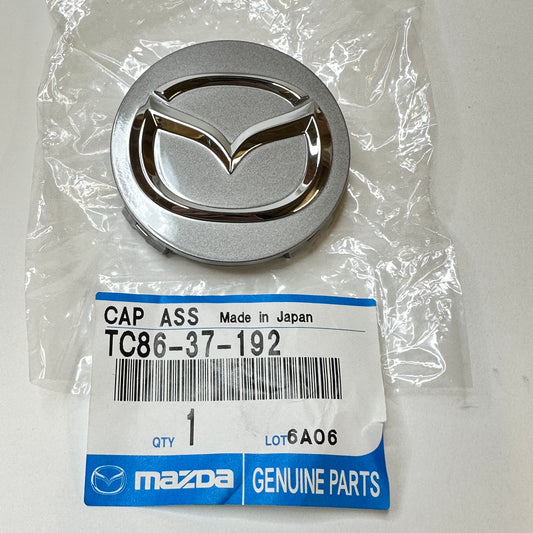 CAP ASS Made in Japan
TC86-37-192
QTY 1 LOT 6A06
mazda GENUINE PARTS